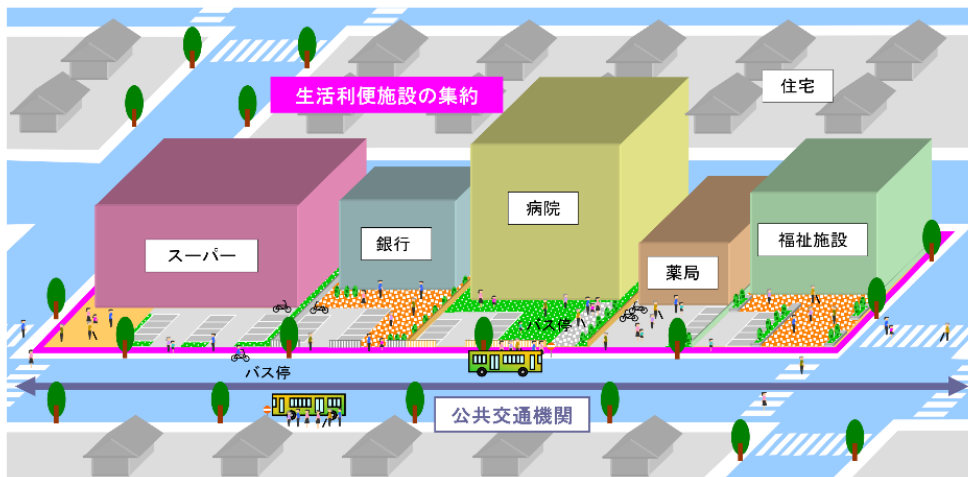 生活利便施設の集約
住宅
病院
スーパー
銀行
福祉施設
薬局
バス停
バス停
公共交通機関